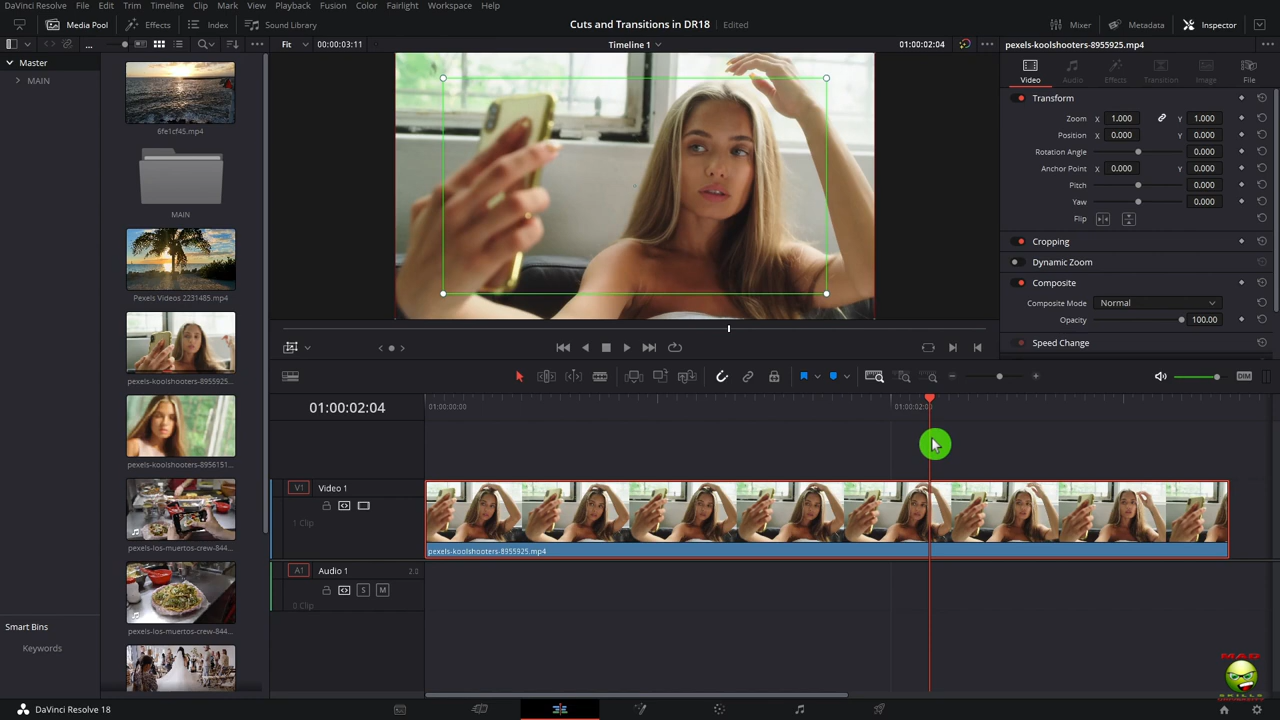 DaVinci Resolve File Edit Trim Timeline Clip Mark View Playback Fusion Color Fairlight Workspace Help
Media Pool Effects Index Sound Library Cuts and Transitions in DR18 Edited Mixer Metadata Inspector
... Fit 00:00:03:11 Timeline 1 01:00:02:04 pexels-koolshooters-8955925.mp4
Master
MAIN
6fe1cf45.mp4
MAIN
Pexels Videos 2231485.mp4
pexels-koolshooters-8955925...
pexels-koolshooters-8956151...
pexels-los-muertos-crew-844...
pexels-los-muertos-crew-844...
Smart Bins
Keywords
Video Audio Effects Transition Image File
Transform
Zoom X 1.000 Y 1.000
Position X 0.000 Y 0.000
Rotation Angle 0.000
Anchor Point X 0.000 Y 0.000
Pitch 0.000
Yaw 0.000
Flip
Cropping
Dynamic Zoom
Composite
Composite Mode Normal
Opacity 100.00
Speed Change
DIM
01:00:02:04 01:00:00:00
V1 Video 1
1 Clip
pexels-koolshooters-8955925.mp4
A1 Audio 1 2.0
S M
0 Clip
MAD
SKILLS
DaVinci Resolve 18